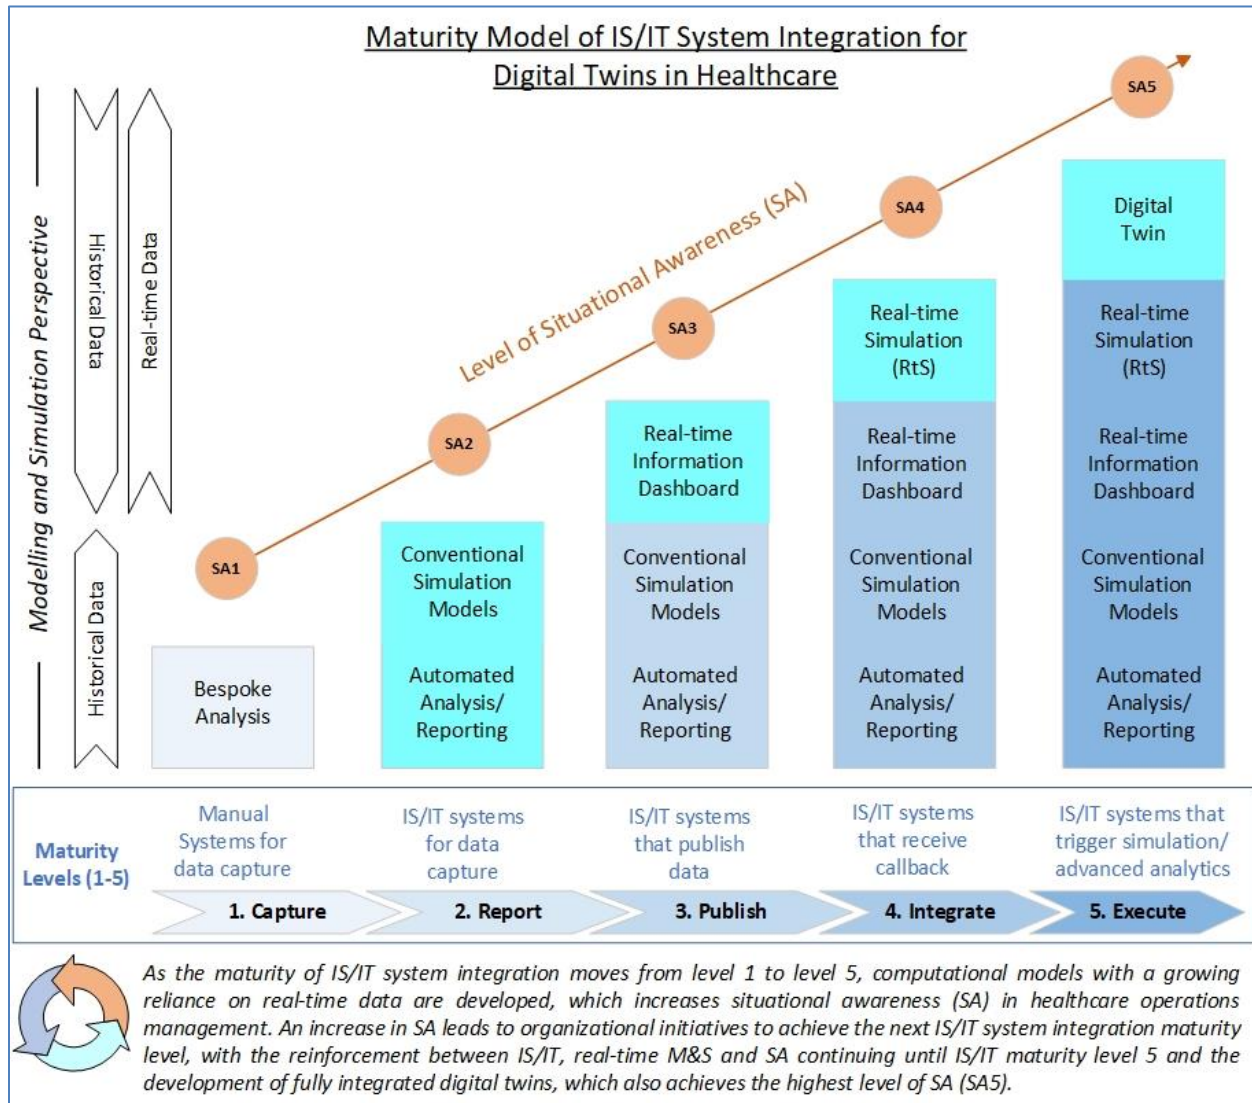 Maturity Model of IS/IT System Integration for
Digital Twins in Healthcare
Modelling and Simulation Perspective
Historical Data
Real-time Data
Historical Data
Level of Situational Awareness (SA)
SA1
SA2
SA3
SA4
SA5
Bespoke
Analysis
Conventional
Simulation
Models
Automated
Analysis/
Reporting
Real-time
Information
Dashboard
Conventional
Simulation
Models
Automated
Analysis/
Reporting
Real-time
Simulation
(RtS)
Real-time
Information
Dashboard
Conventional
Simulation
Models
Automated
Analysis/
Reporting
Digital
Twin
Real-time
Simulation
(RtS)
Real-time
Information
Dashboard
Conventional
Simulation
Models
Automated
Analysis/
Reporting
Maturity
Levels (1-5)
Manual
Systems for
data capture
1. Capture
IS/IT systems
for data
capture
2. Report
IS/IT systems
that publish
data
3. Publish
IS/IT systems
that receive
callback
4. Integrate
IS/IT systems that
trigger simulation/
advanced analytics
5. Execute
As the maturity of IS/IT system integration moves from level 1 to level 5, computational models with a growing
reliance on real-time data are developed, which increases situational awareness (SA) in healthcare operations
management. An increase in SA leads to organizational initiatives to achieve the next IS/IT system integration maturity
level, with the reinforcement between IS/IT, real-time M&S and SA continuing until IS/IT maturity level 5 and the
development of fully integrated digital twins, which also achieves the highest level of SA (SA5).